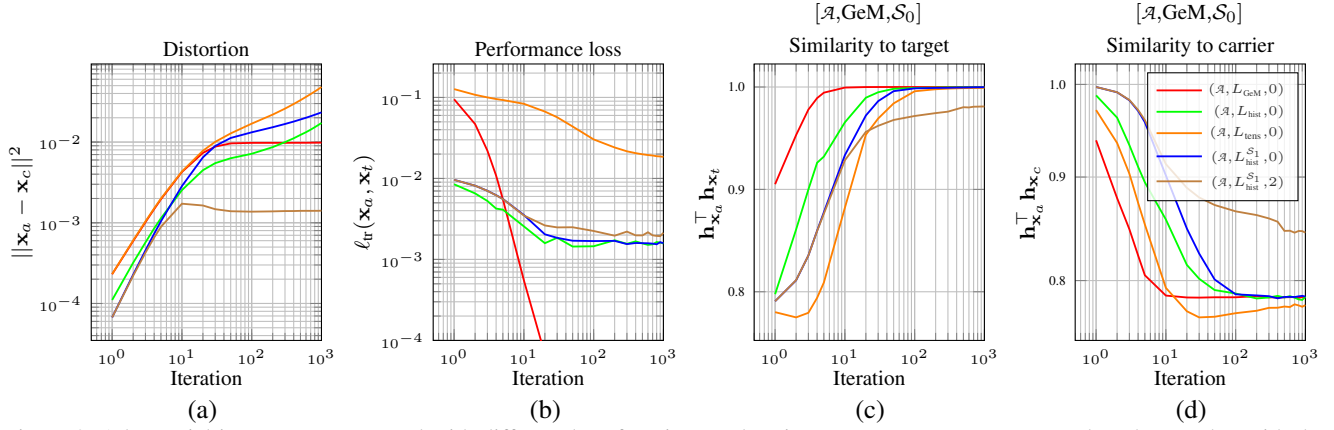 Distortion
||x_a − x_c||^2
10^{-2}
10^{-3}
10^{-4}
10^0 10^1 10^2 10^3
Iteration
(a)
Performance loss
ℓ_tr(x_a, x_t)
10^{-1}
10^{-2}
10^{-3}
10^{-4}
10^0 10^1 10^2 10^3
Iteration
(b)
[𝒜,GeM,𝒮_0]
Similarity to target
h_{x_a}^⊤ h_{x_t}
1.0
0.9
0.8
10^0 10^1 10^2 10^3
Iteration
(c)
[𝒜,GeM,𝒮_0]
Similarity to carrier
h_{x_a}^⊤ h_{x_c}
1.0
0.9
0.8
(𝒜, L_GeM, 0)
(𝒜, L_hist, 0)
(𝒜, L_tens, 0)
(𝒜, L_hist^{𝒮_1}, 0)
(𝒜, L_hist^{𝒮_1}, 2)
10^0 10^1 10^2 10^3
Iteration
(d)